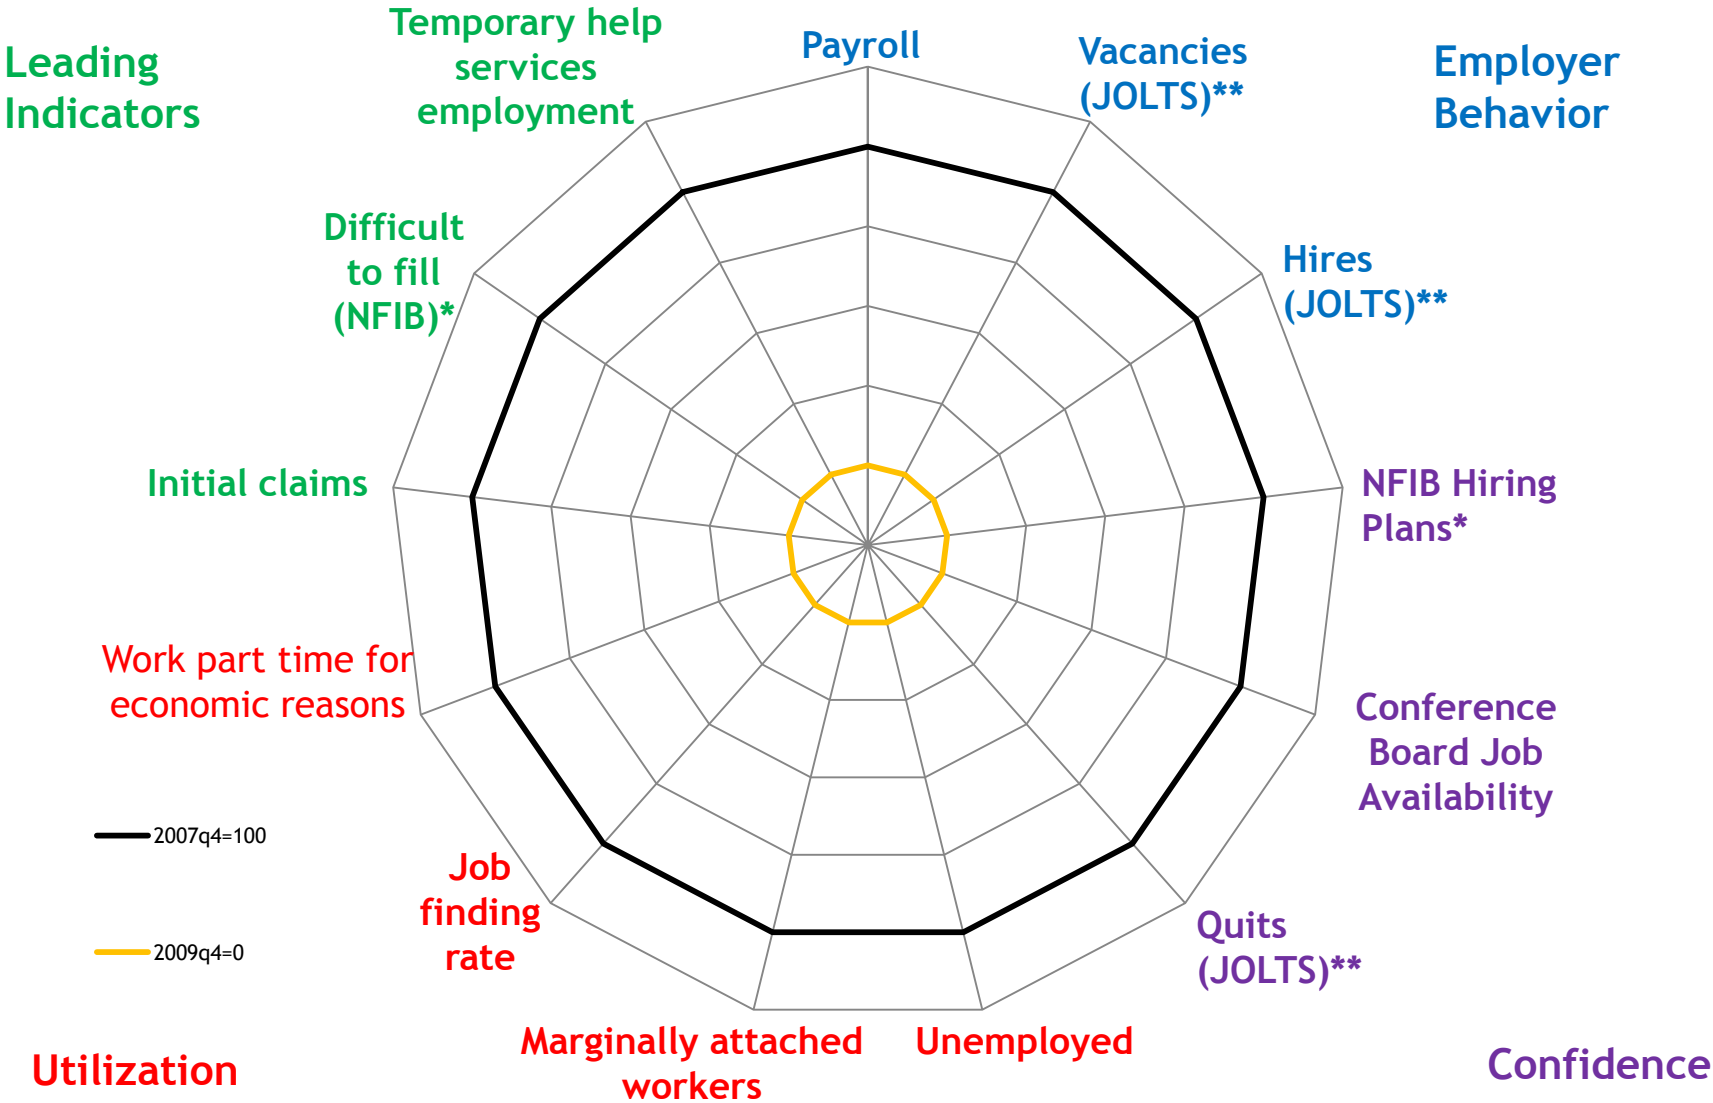 Leading
Indicators
Temporary help
services
employment
Payroll
Vacancies
(JOLTS)**
Employer
Behavior
Difficult
to fill
(NFIB)*
Hires
(JOLTS)**
Initial claims
NFIB Hiring
Plans*
Work part time for
economic reasons
Conference
Board Job
Availability
2007q4=100
Job
finding
rate
2009q4=0
Quits
(JOLTS)**
Marginally attached
workers
Unemployed
Utilization
Confidence